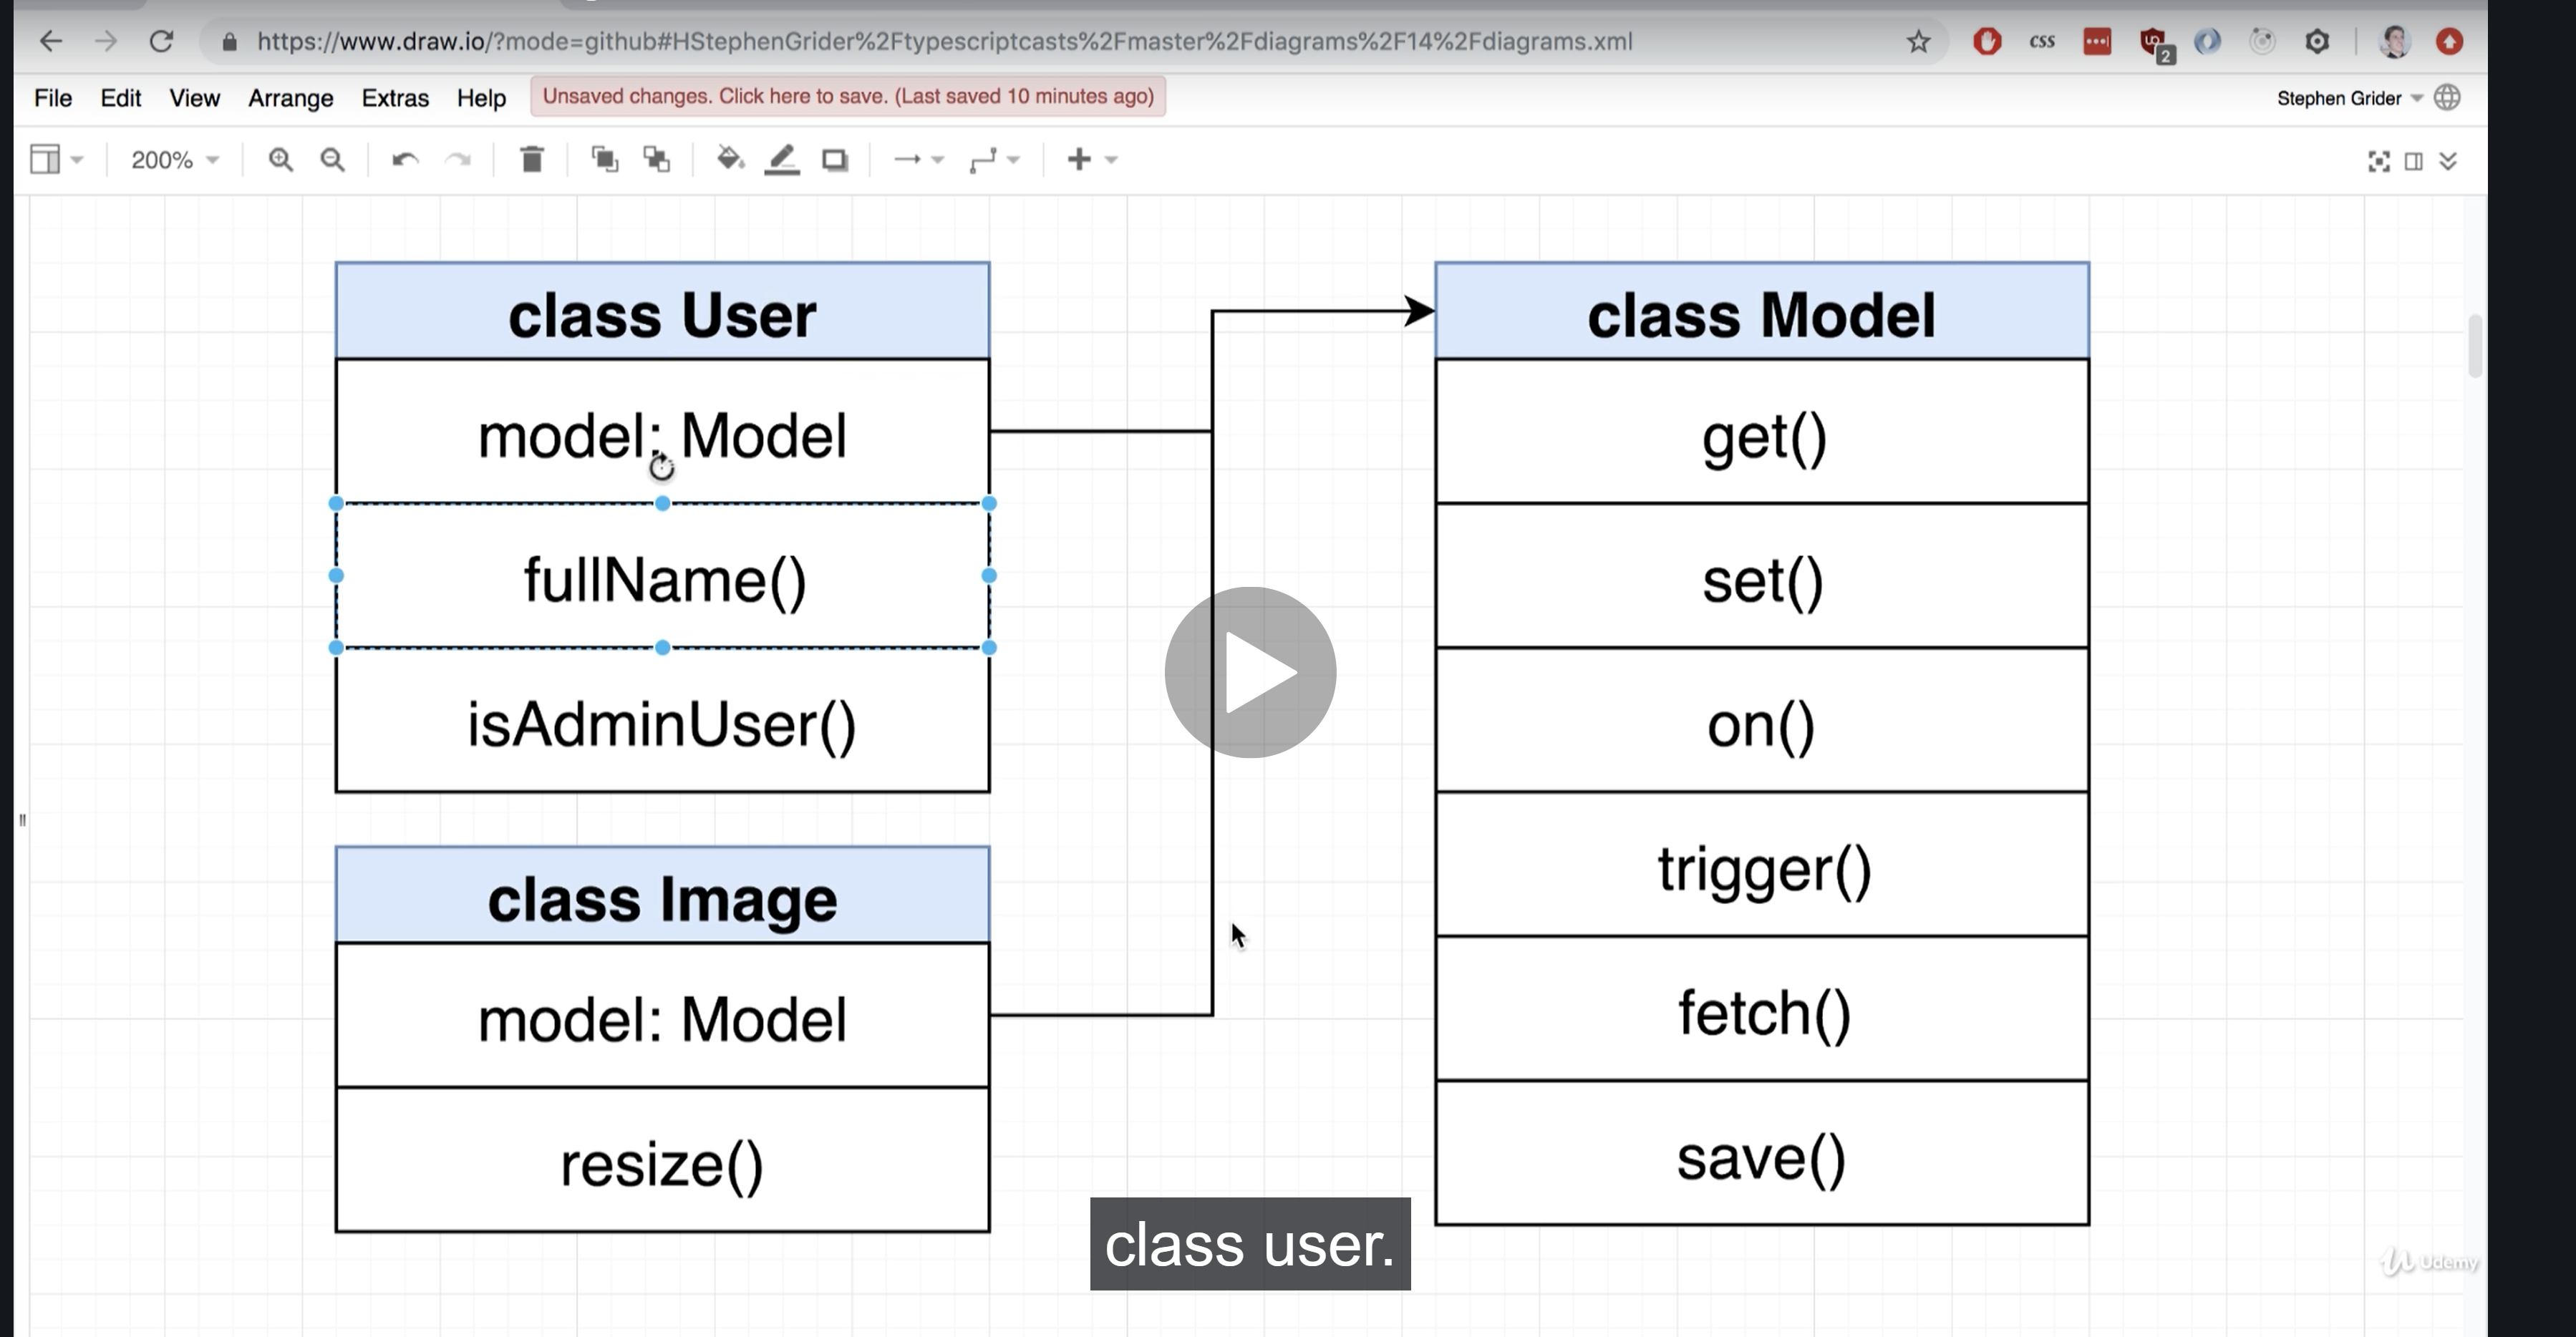 https://www.draw.io/?mode=github#HStephenGrider%2Ftypescriptcasts%2Fmaster%2Fdiagrams%2F14%2Fdiagrams.xml
CSS
2
File Edit View Arrange Extras Help Unsaved changes. Click here to save. (Last saved 10 minutes ago) Stephen Grider
200%
class User
model: Model
fullName()
isAdminUser()
class Image
model: Model
resize()
class Model
get()
set()
on()
trigger()
fetch()
save()
class user.
Udemy